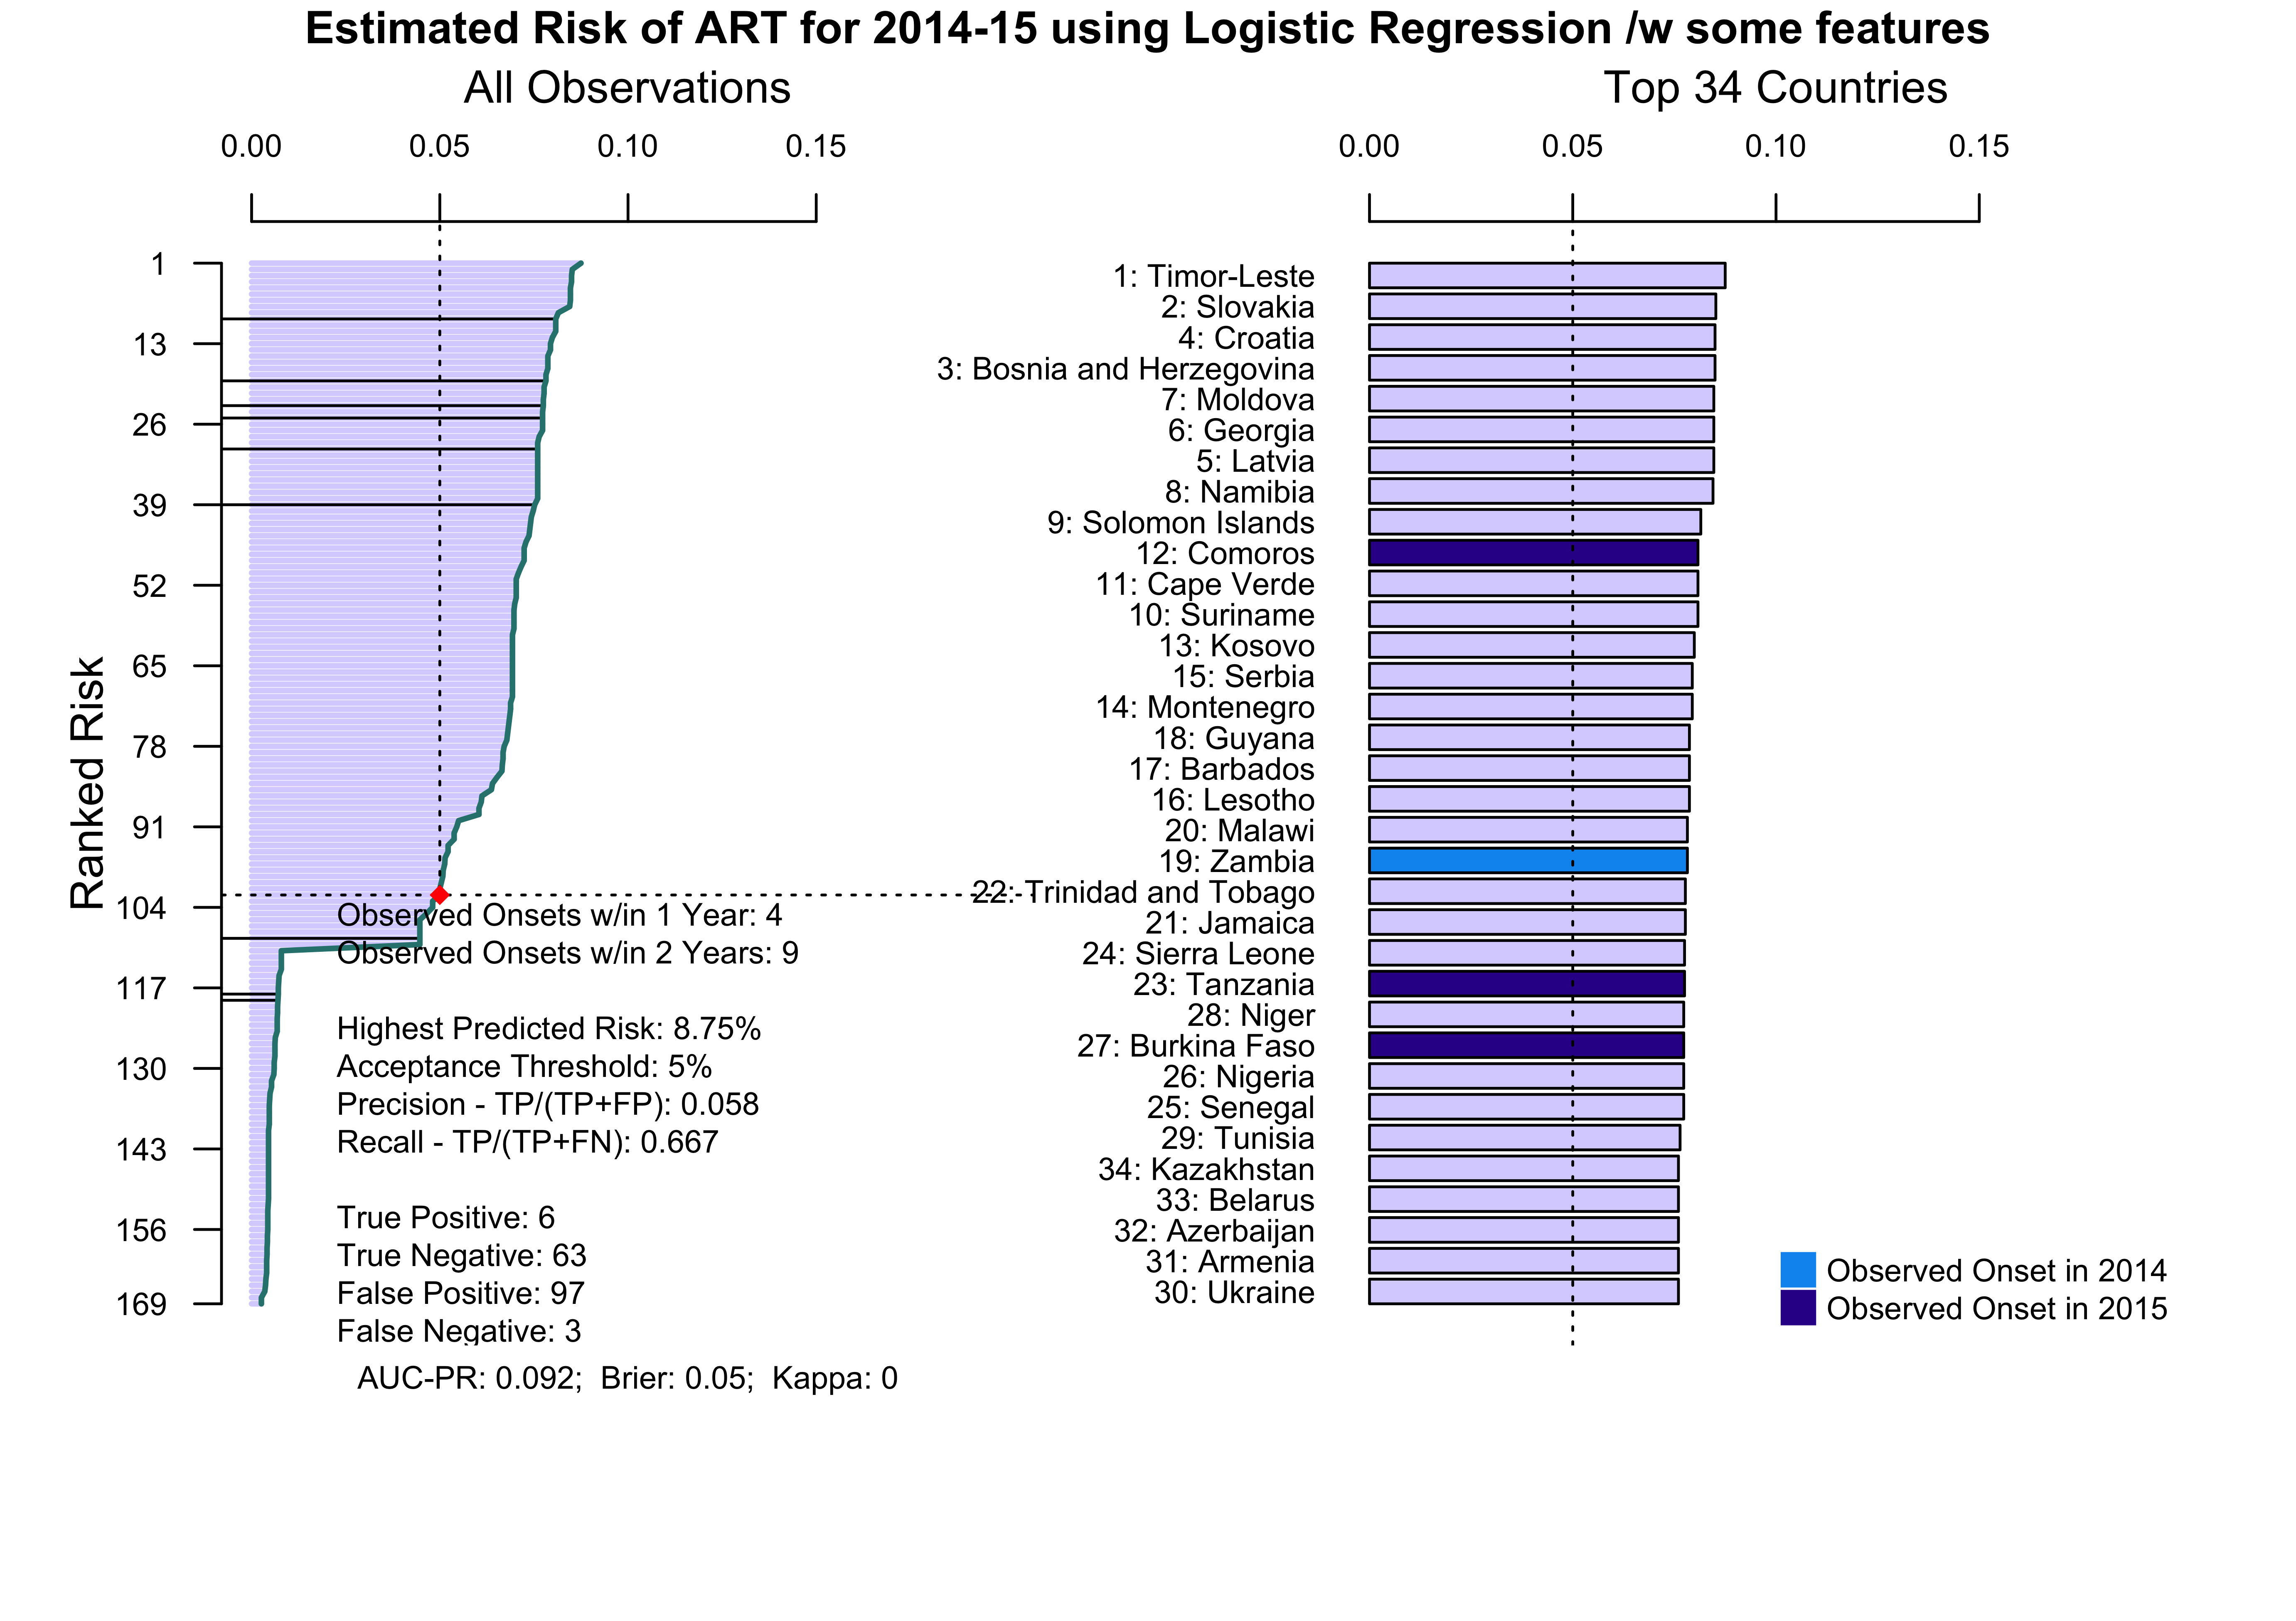 Estimated Risk of ART for 2014-15 using Logistic Regression /w some features
All Observations
0.00 0.05 0.10 0.15
Ranked Risk
1
13
26
39
52
65
78
91
104
117
130
143
156
169
Observed Onsets w/in 1 Year: 4
Observed Onsets w/in 2 Years: 9
Highest Predicted Risk: 8.75%
Acceptance Threshold: 5%
Precision - TP/(TP+FP): 0.058
Recall - TP/(TP+FN): 0.667
True Positive: 6
True Negative: 63
False Positive: 97
False Negative: 3
AUC-PR: 0.092; Brier: 0.05; Kappa: 0
Top 34 Countries
0.00 0.05 0.10 0.15
1: Timor-Leste
2: Slovakia
4: Croatia
3: Bosnia and Herzegovina
7: Moldova
6: Georgia
5: Latvia
8: Namibia
9: Solomon Islands
12: Comoros
11: Cape Verde
10: Suriname
13: Kosovo
15: Serbia
14: Montenegro
18: Guyana
17: Barbados
16: Lesotho
20: Malawi
19: Zambia
22: Trinidad and Tobago
21: Jamaica
24: Sierra Leone
23: Tanzania
28: Niger
27: Burkina Faso
26: Nigeria
25: Senegal
29: Tunisia
34: Kazakhstan
33: Belarus
32: Azerbaijan
31: Armenia
30: Ukraine
Observed Onset in 2014
Observed Onset in 2015